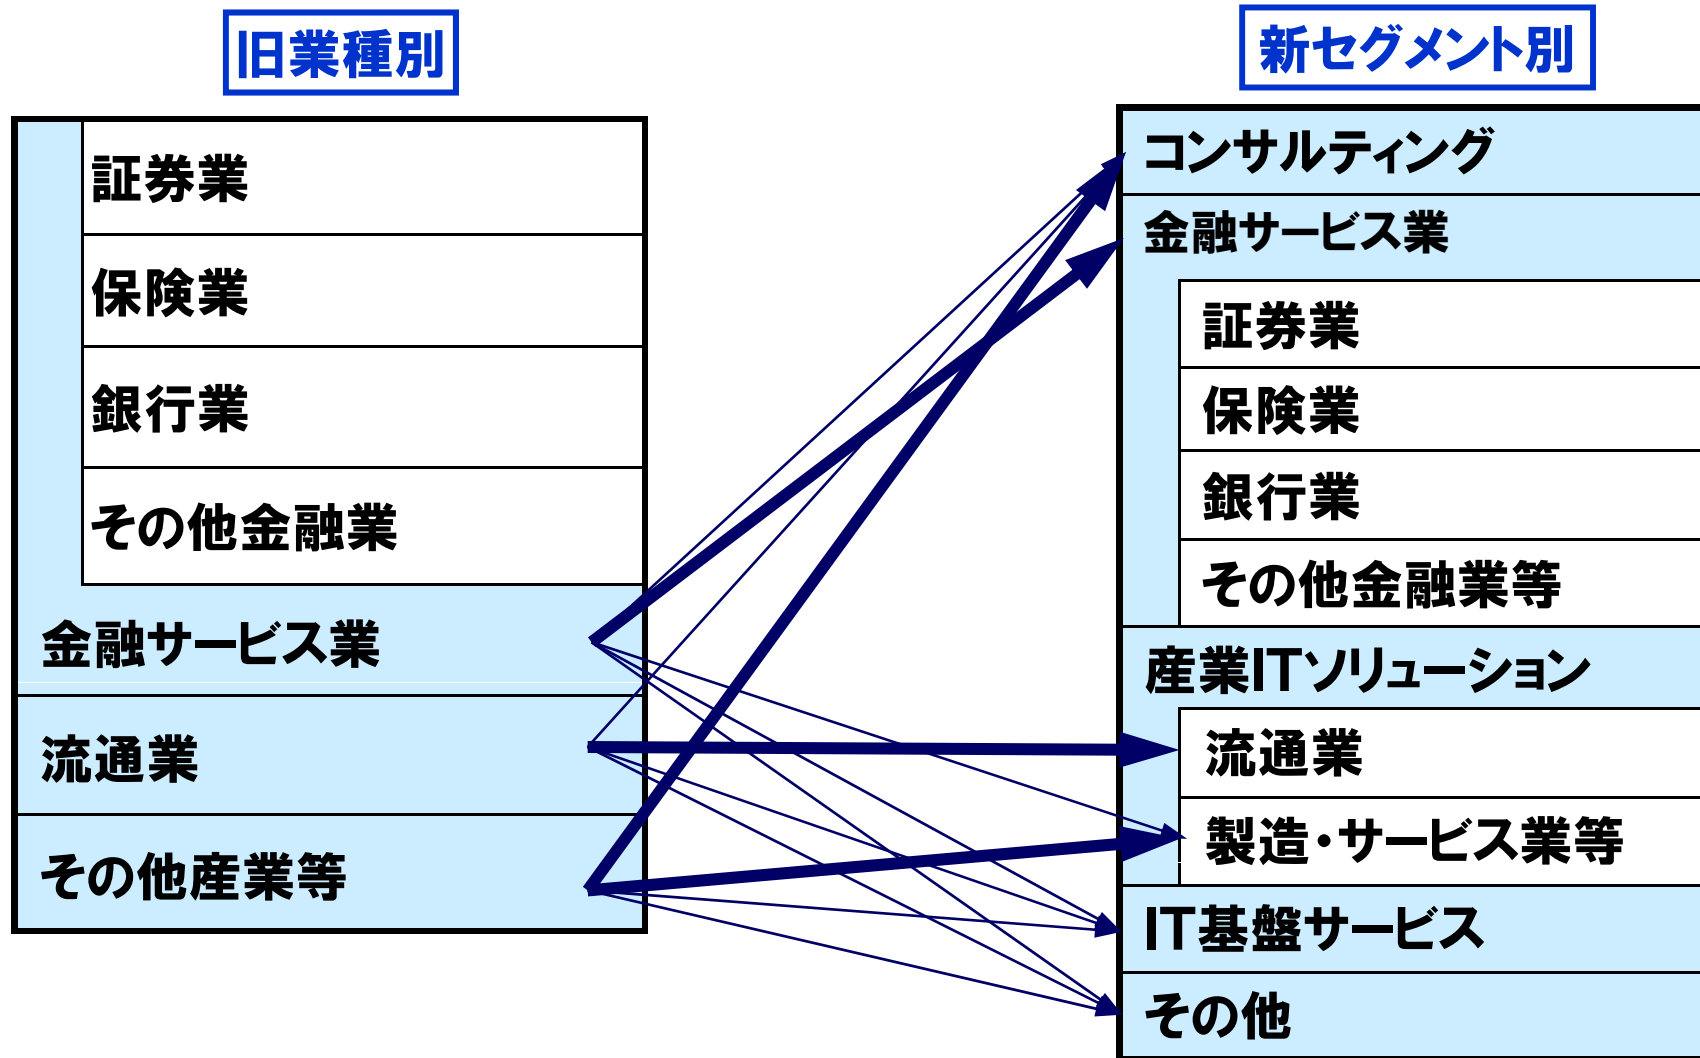 旧業種別
証券業
保険業
銀行業
その他金融業
金融サービス業
流通業
その他産業等
新セグメント別
コンサルティング
金融サービス業
証券業
保険業
銀行業
その他金融業等
産業ITソリューション
流通業
製造・サービス業等
IT基盤サービス
その他